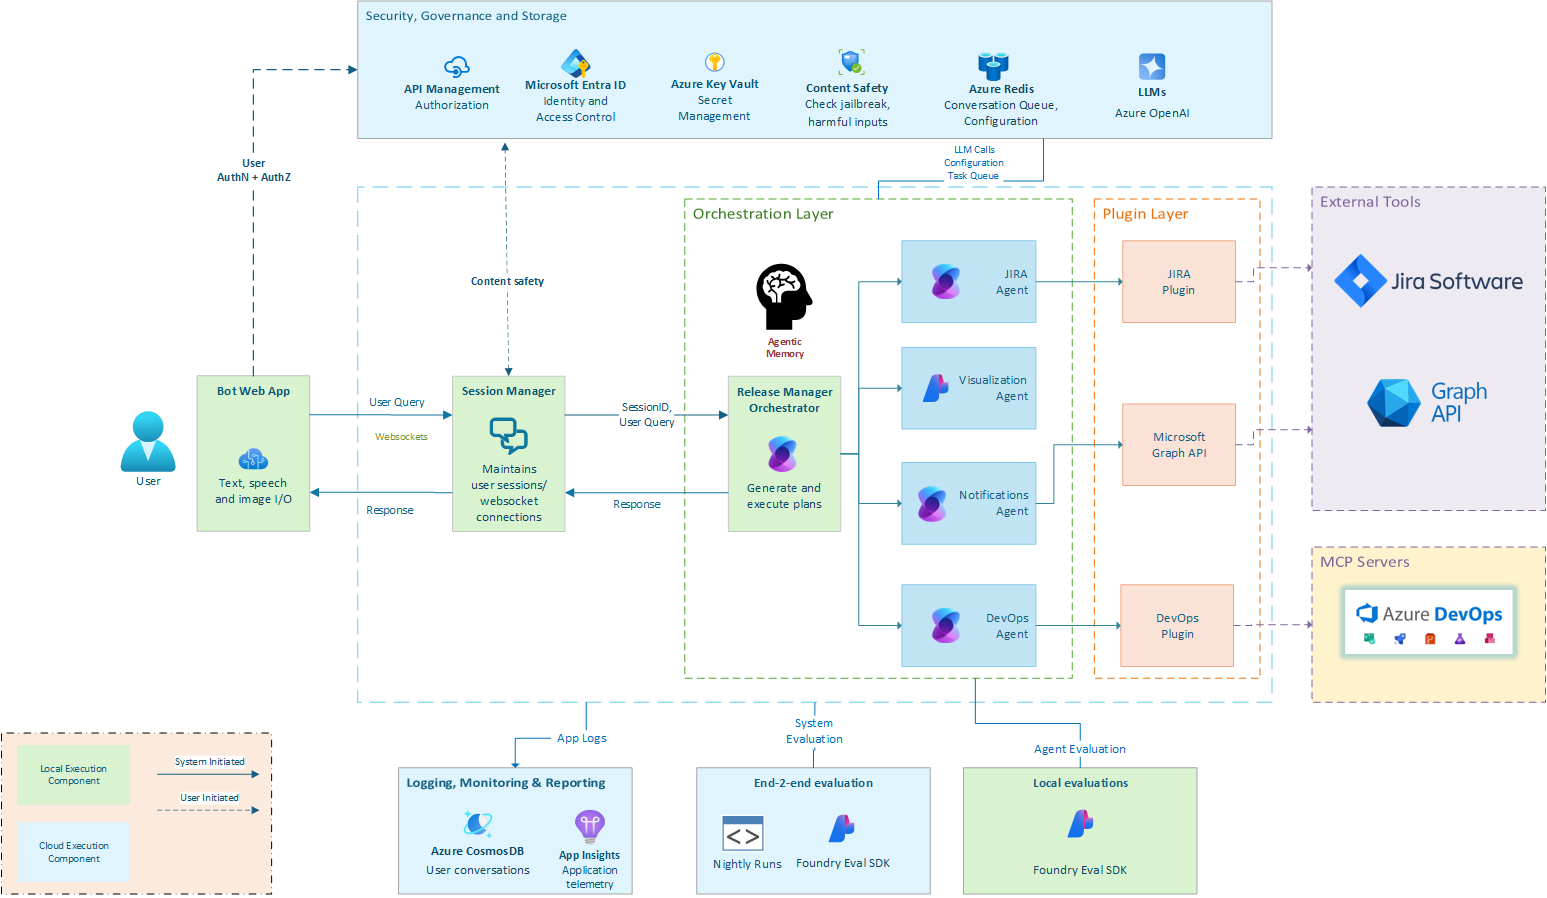 Security, Governance and Storage
API Management
Authorization
Microsoft Entra ID
Identity and
Access Control
Azure Key Vault
Secret
Management
Content Safety
Check jailbreak,
harmful inputs
Azure Redis
Conversation Queue,
Configuration
LLMs
Azure OpenAI
User
AuthN + AuthZ
LLM Calls
Configuration
Task Queue
Content safety
Orchestration Layer
Plugin Layer
External Tools
Agentic
Memory
JIRA
Agent
JIRA
Plugin
Jira Software
Visualization
Agent
Graph
API
Microsoft
Graph API
Notifications
Agent
DevOps
Agent
DevOps
Plugin
MCP Servers
Azure DevOps
User
Bot Web App
Text, speech
and image I/O
User Query
Websockets
Response
Session Manager
Maintains
user sessions/
websocket
connections
SessionID,
User Query
Response
Release Manager
Orchestrator
Generate and
execute plans
App Logs
System
Evaluation
Agent Evaluation
Local Execution
Component
System Initiated
User Initiated
Cloud Execution
Component
Logging, Monitoring & Reporting
Azure CosmosDB
User conversations
App Insights
Application
telemetry
End-2-end evaluation
<>
Nightly Runs
Foundry Eval SDK
Local evaluations
Foundry Eval SDK